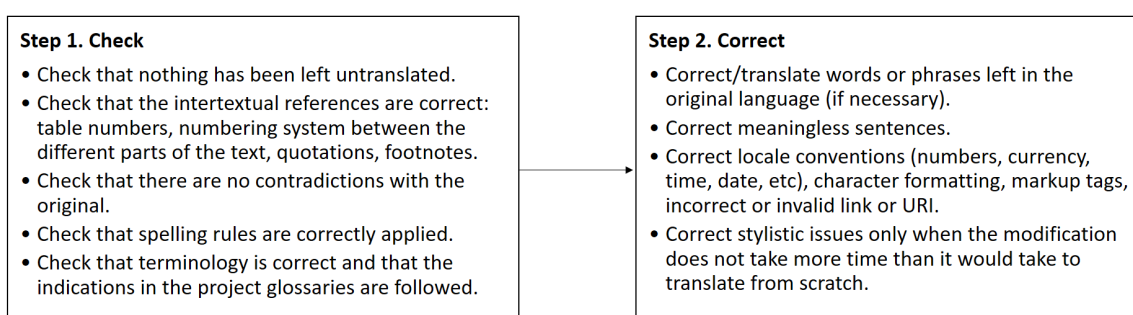 Step 1. Check
• Check that nothing has been left untranslated.
• Check that the intertextual references are correct:
table numbers, numbering system between the
different parts of the text, quotations, footnotes.
• Check that there are no contradictions with the
original.
• Check that spelling rules are correctly applied.
• Check that terminology is correct and that the
indications in the project glossaries are followed.
Step 2. Correct
• Correct/translate words or phrases left in the
original language (if necessary).
• Correct meaningless sentences.
• Correct locale conventions (numbers, currency,
time, date, etc), character formatting, markup tags,
incorrect or invalid link or URI.
• Correct stylistic issues only when the modification
does not take more time than it would take to
translate from scratch.